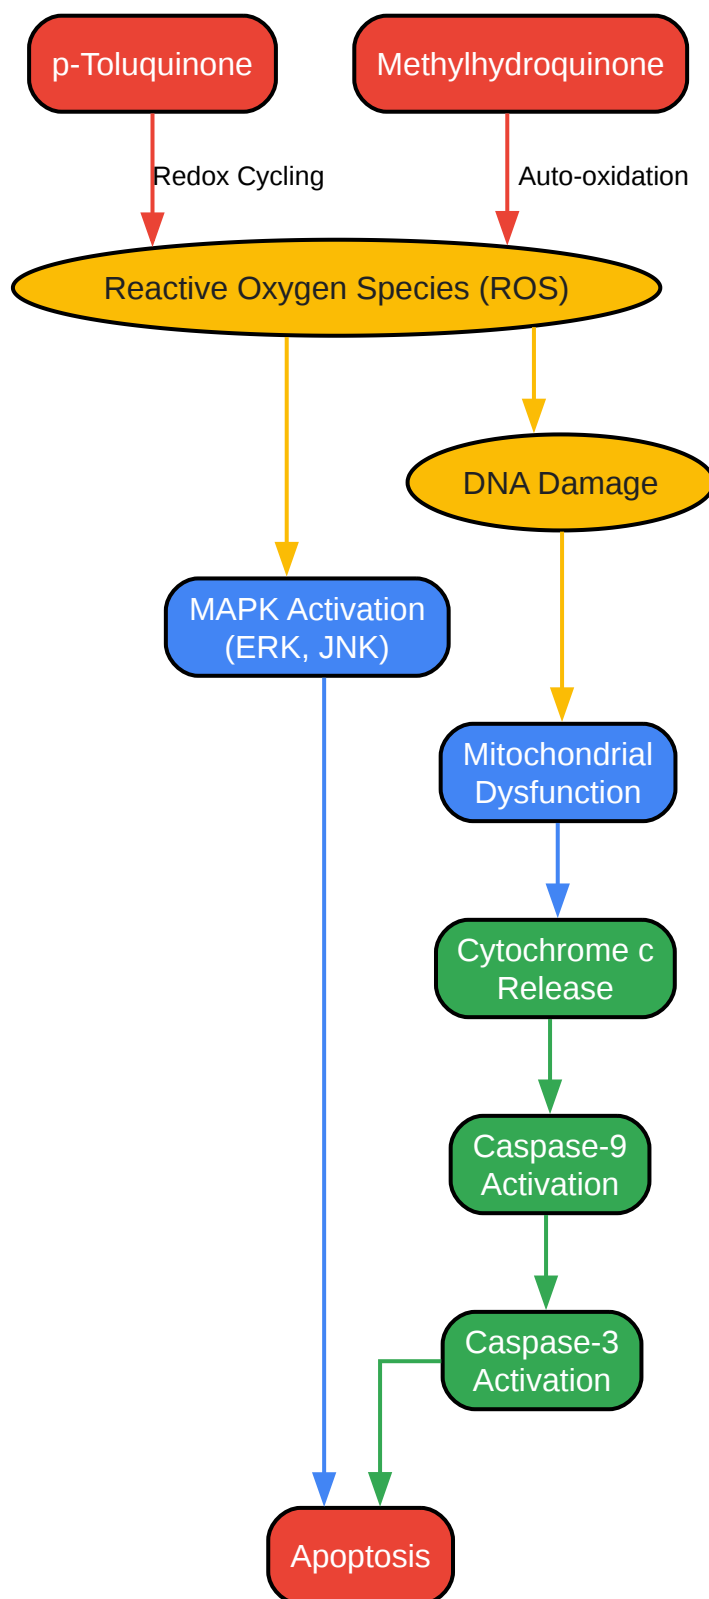 p-Toluquinone
Methylhydroquinone
Redox Cycling
Auto-oxidation
Reactive Oxygen Species (ROS)
DNA Damage
MAPK Activation
(ERK, JNK)
Mitochondrial
Dysfunction
Cytochrome c
Release
Caspase-9
Activation
Caspase-3
Activation
Apoptosis